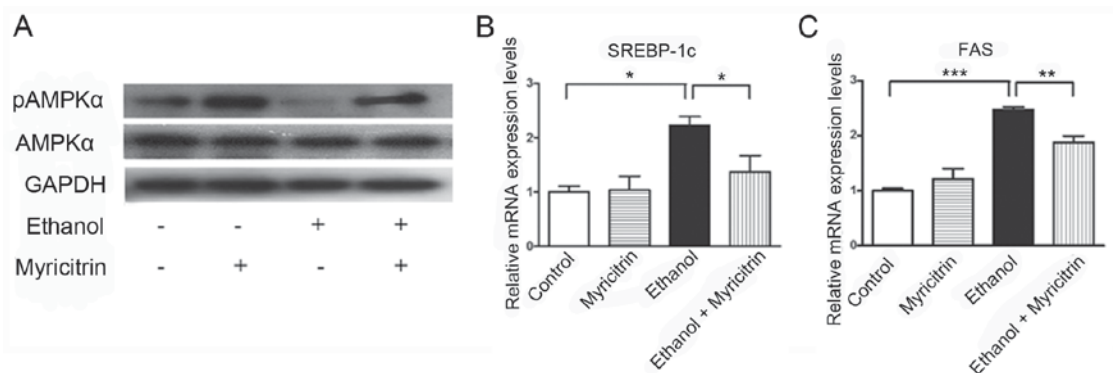 A
pAMPKα
AMPKα
GAPDH
Ethanol - - + +
Myricitrin - + - +
B
SREBP-1c
Relative mRNA expression levels
3
2
1
0
* *
Control
Myricitrin
Ethanol
Ethanol + Myricitrin
C
FAS
Relative mRNA expression levels
3
2
1
0
*** **
Control
Myricitrin
Ethanol
Ethanol + Myricitrin